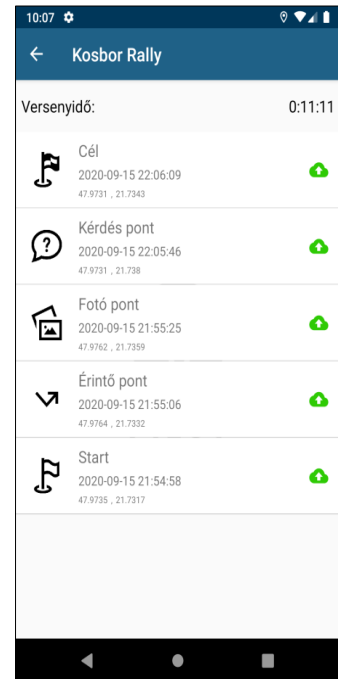 10:07
Kosbor Rally
Versenyidő: 0:11:11
Cél
2020-09-15 22:06:09
47.9731 , 21.7343
Kérdés pont
2020-09-15 22:05:46
47.9731 , 21.738
Fotó pont
2020-09-15 21:55:25
47.9762 , 21.7359
Érintő pont
2020-09-15 21:55:06
47.9764 , 21.7332
Start
2020-09-15 21:54:58
47.9735 , 21.7317